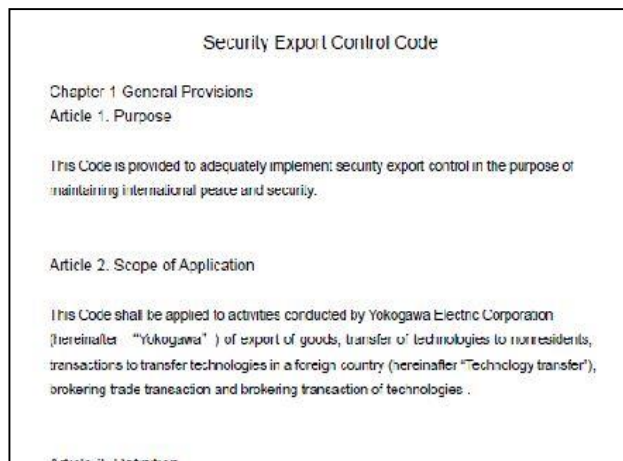 Security Export Control Code
Chapter 1 General Provisions
Article 1. Purpose
This Code is provided to adequately implement security export control in the purpose of
maintaining international peace and security.
Article 2. Scope of Application
This Code shall be applied to activities conducted by Yokogawa Electric Corporation
(hereinafter “Yokogawa” ) of export of goods, transfer of technologies to nonresidents,
transactions to transfer technologies in a foreign country (hereinafter “Technology transfer”),
brokering trade transaction and brokering transaction of technologies .